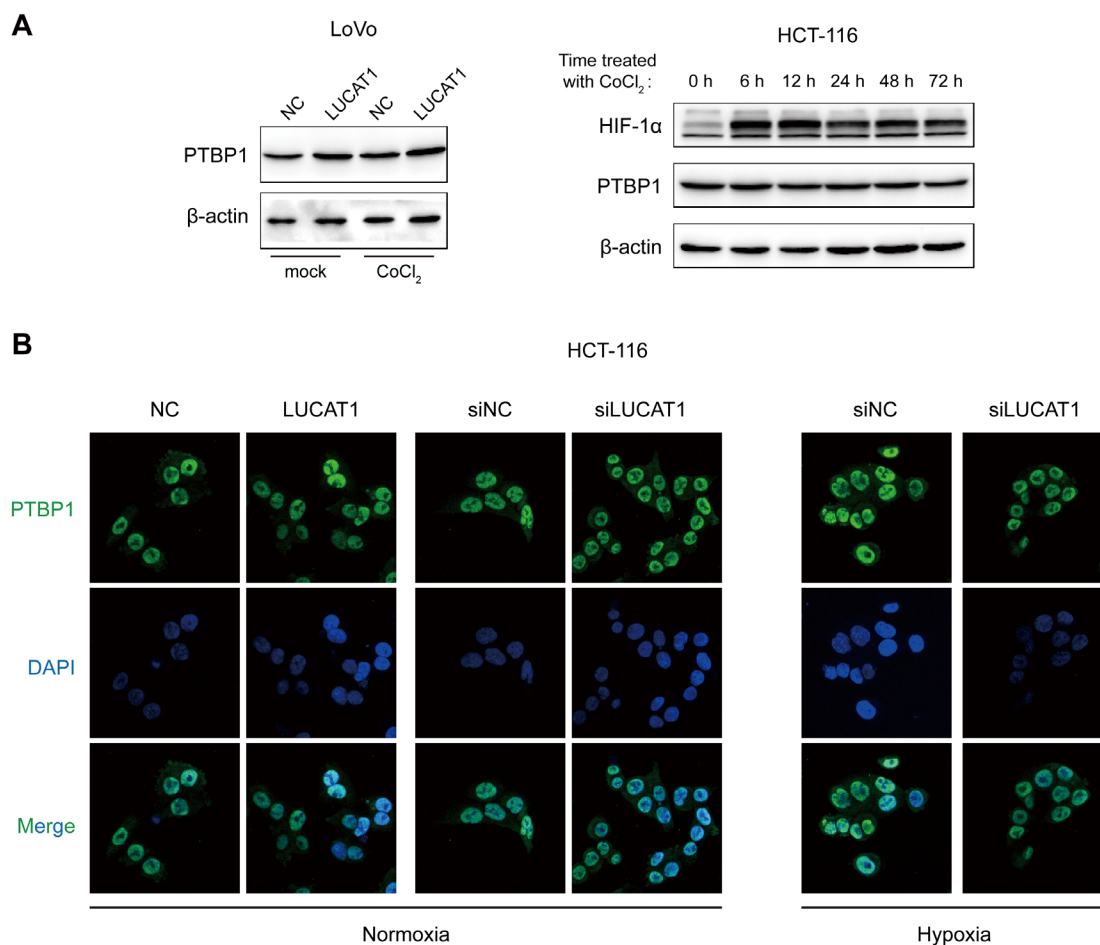 A
LoVo
NC LUCAT1 NC LUCAT1
PTBP1
β-actin
mock CoCl₂
HCT-116
Time treated
with CoCl₂ : 0 h 6 h 12 h 24 h 48 h 72 h
HIF-1α
PTBP1
β-actin
B
HCT-116
NC LUCAT1 siNC siLUCAT1 siNC siLUCAT1
PTBP1
DAPI
Merge
Normoxia Hypoxia